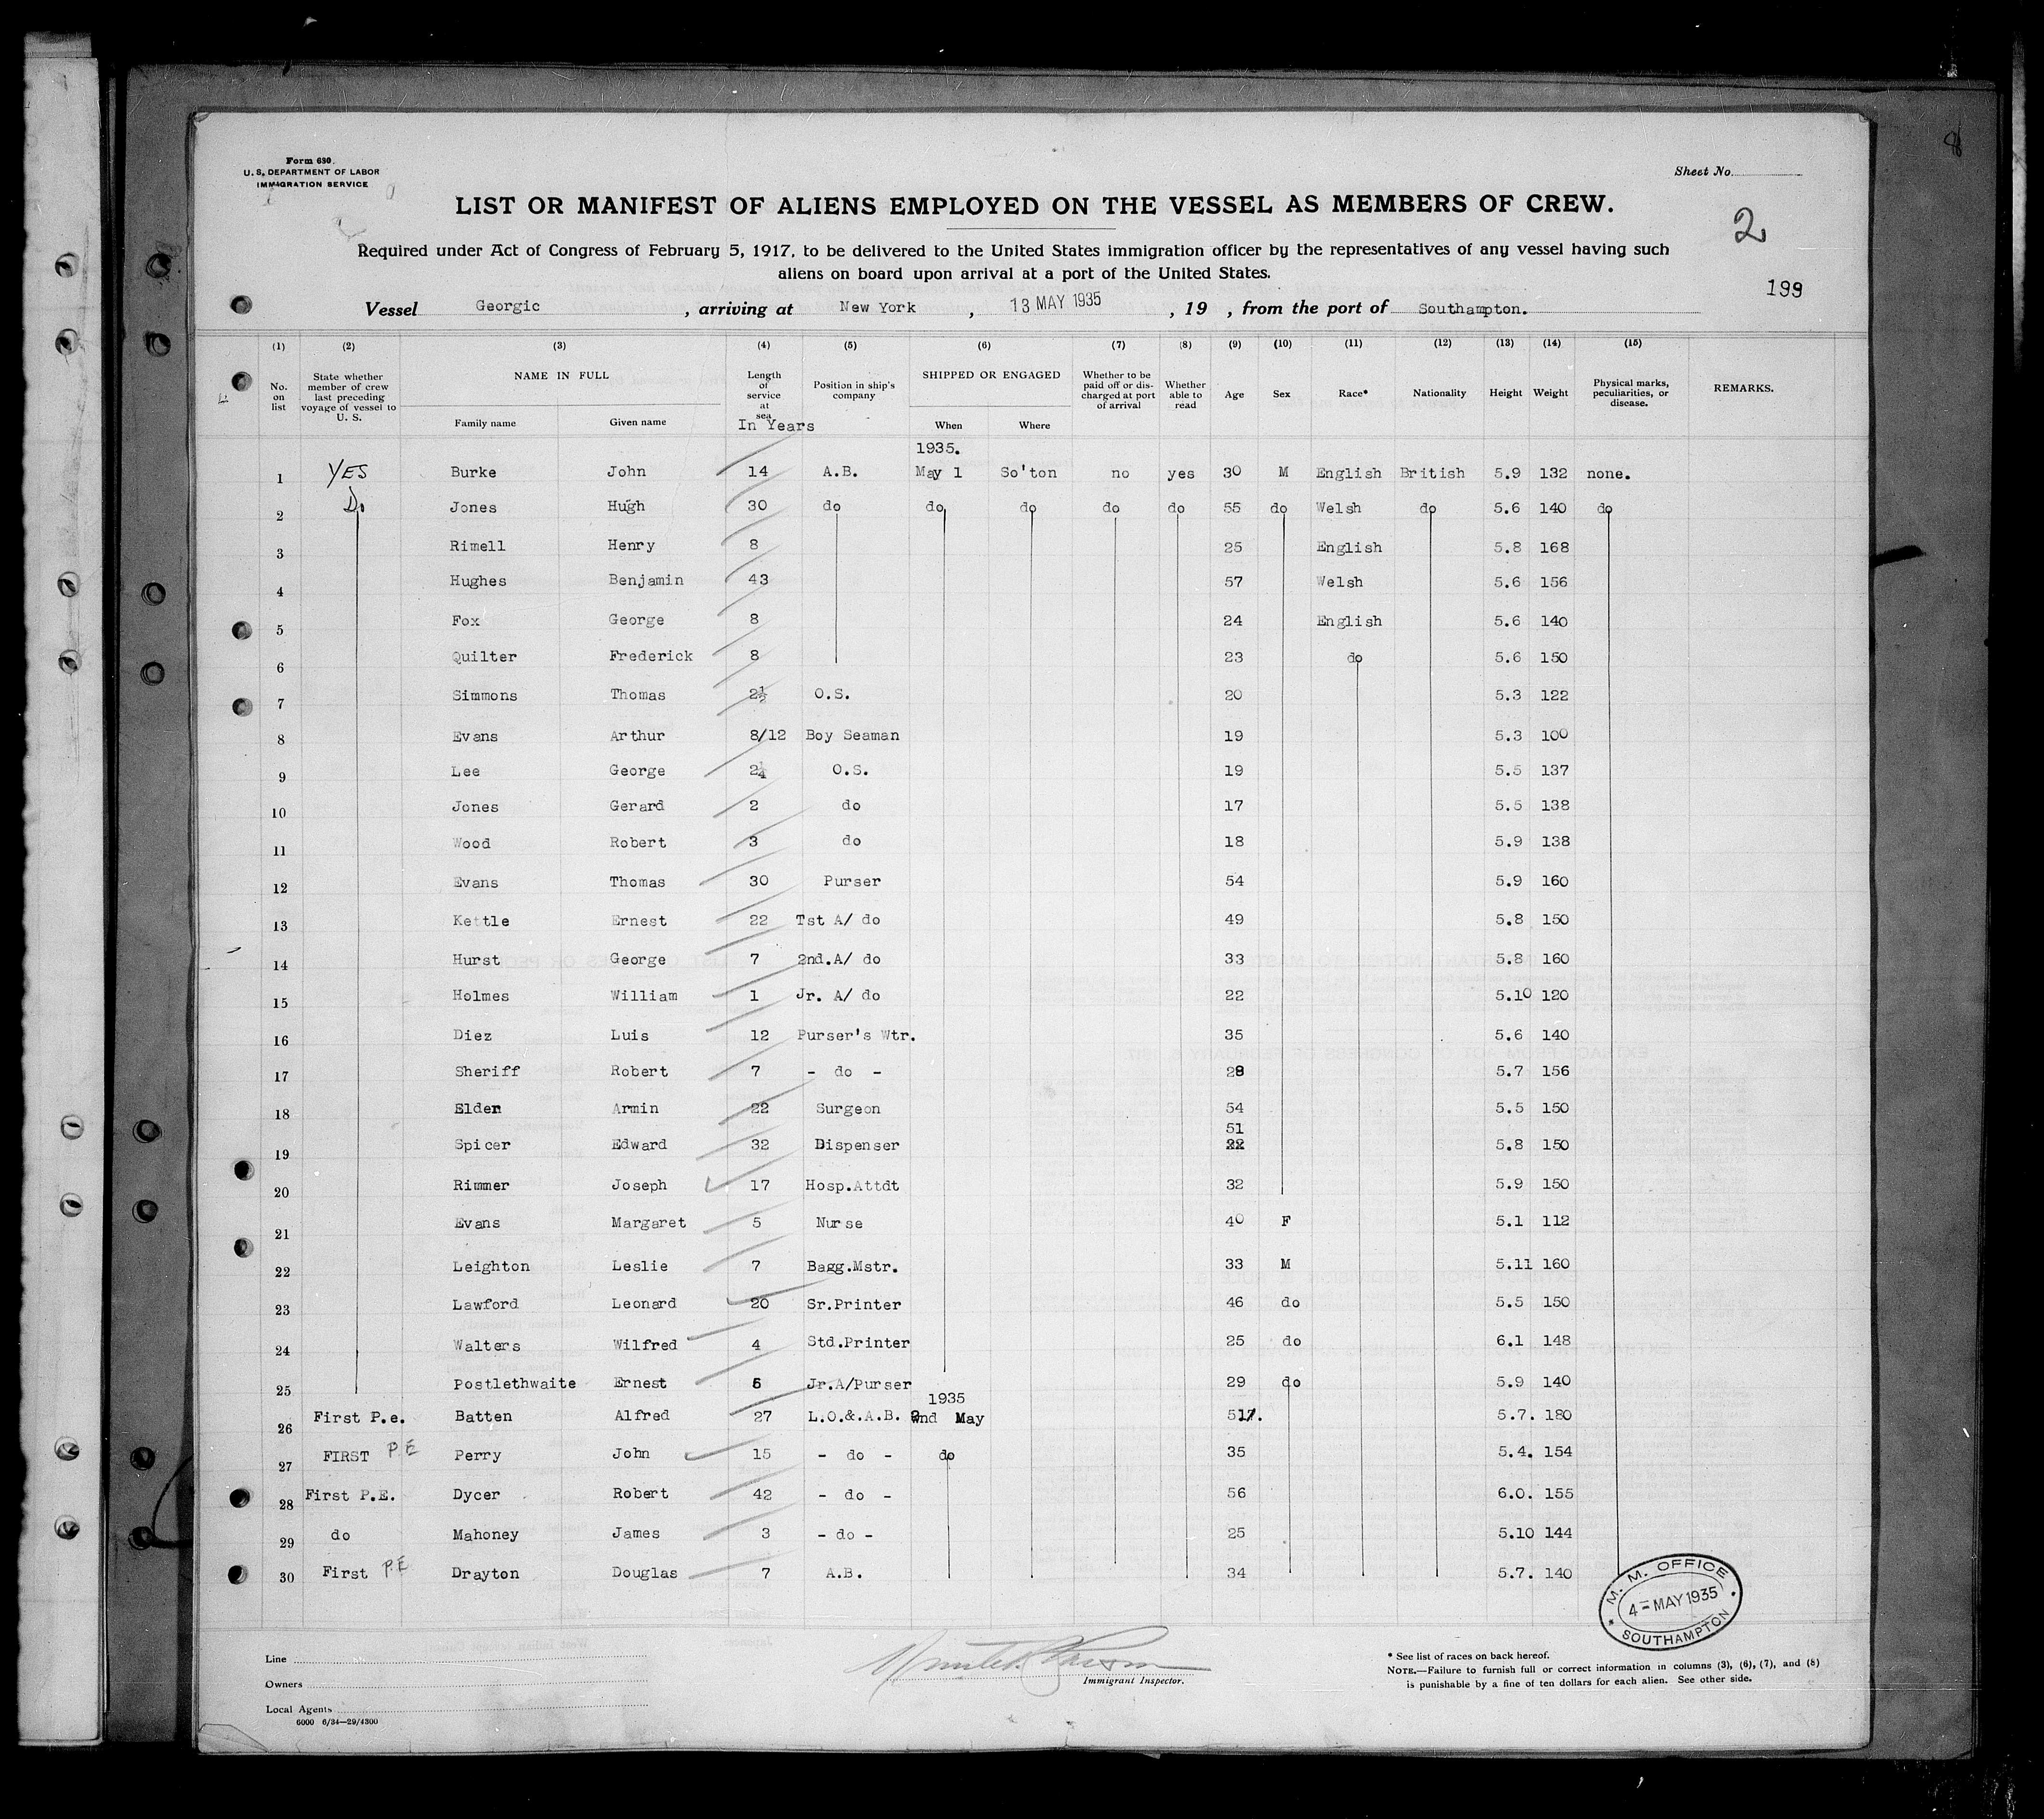 Form 680.
U. S. DEPARTMENT OF LABOR
IMMIGRATION SERVICE
Sheet No.
LIST OR MANIFEST OF ALIENS EMPLOYED ON THE VESSEL AS MEMBERS OF CREW.
2
Required under Act of Congress of February 5, 1917, to be delivered to the United States immigration officer by the representatives of any vessel having such
aliens on board upon arrival at a port of the United States.
199
Vessel Georgic, arriving at New York, 13 MAY 1935, 19 , from the port of Southampton.
(1) (2) (3) (4) (5) (6) (7) (8) (9) (10) (11) (12) (13) (14) (15)
No. on list State whether member of crew last preceding voyage of vessel to U. S. NAME IN FULL Family name Given name Length of service at sea In Years Position in ship's company SHIPPED OR ENGAGED When Where Whether to be paid off or discharged at port of arrival Whether able to read Age Sex Race* Nationality Height Weight Physical marks, peculiarities, or disease. REMARKS.
1935.
1 YES Burke John 14 A.B. May 1 So'ton no yes 30 M English British 5.9 132 none.
2 Do Jones Hugh 30 do do do do do 55 do Welsh do 5.6 140 do
3 Rimell Henry 8 25 English 5.8 168
4 Hughes Benjamin 43 57 Welsh 5.6 156
5 Fox George 8 24 English 5.6 140
6 Quilter Frederick 8 23 do 5.6 150
7 Simmons Thomas 2½ O.S. 20 5.3 122
8 Evans Arthur 8/12 Boy Seaman 19 5.3 100
9 Lee George 2¼ O.S. 19 5.5 137
10 Jones Gerard 2 do 17 5.5 138
11 Wood Robert 3 do 18 5.9 138
12 Evans Thomas 30 Purser 54 5.9 160
13 Kettle Ernest 22 Tst A/ do 49 5.8 150
14 Hurst George 7 2nd.A/ do 33 5.8 160
15 Holmes William 1 Jr. A/ do 22 5.10 120
16 Diez Luis 12 Purser's Wtr. 35 5.6 140
17 Sheriff Robert 7 - do - 28 5.7 156
18 Elder Armin 22 Surgeon 54 5.5 150
51
19 Spicer Edward 32 Dispenser 22 5.8 150
20 Rimmer Joseph 17 Hosp.Attdt 32 5.9 150
21 Evans Margaret 5 Nurse 40 F 5.1 112
22 Leighton Leslie 7 Bagg.Mstr. 33 M 5.11 160
23 Lawford Leonard 20 Sr.Printer 46 do 5.5 150
24 Walters Wilfred 4 Std.Printer 25 do 6.1 148
25 Postlethwaite Ernest 5 Jr.A/Purser 29 do 5.9 140
1935
26 First P.e. Batten Alfred 27 L.O.&.A.B. 2nd May 517. 5.7. 180
27 FIRST P E Perry John 15 - do - do 35 5.4. 154
28 First P.E. Dycer Robert 42 - do - 56 6.0. 155
29 do Mahoney James 3 - do - 25 5.10 144
30 First P.E Drayton Douglas 7 A.B. 34 5.7. 140
M. M. OFFICE
4 - MAY 1935
SOUTHAMPTON
Line
Owners
Local Agents
6000 6/34—29/4300
Immigrant Inspector.
* See list of races on back hereof.
NOTE.—Failure to furnish full or correct information in columns (3), (6), (7), and (8)
is punishable by a fine of ten dollars for each alien. See other side.